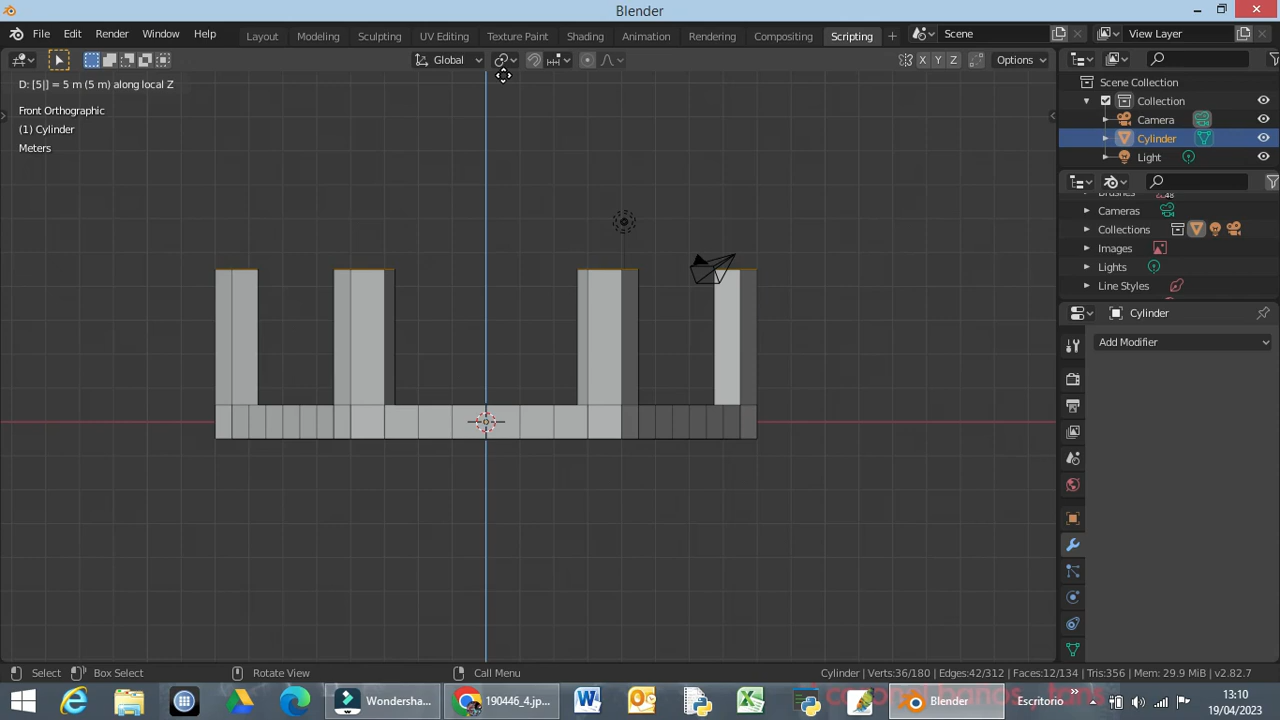 Blender
File Edit Render Window Help
Layout Modeling Sculpting UV Editing Texture Paint Shading Animation Rendering Compositing Scripting +
Scene
View Layer
Global
X Y Z
Options
D: [5|] = 5 m (5 m) along local Z
Front Orthographic
(1) Cylinder
Meters
Scene Collection
Collection
Camera
Cylinder
Light
Brushes
Cameras
Collections
Images
Lights
Line Styles
Cylinder
Add Modifier
Select Box Select Rotate View Call Menu
Cylinder | Verts:36/180 | Edges:42/312 | Faces:12/134 | Tris:356 | Mem: 29.9 MiB | v2.82.7
Wondersha...
190446_4.jp...
Blender
Escritorio
13:10
19/04/2023